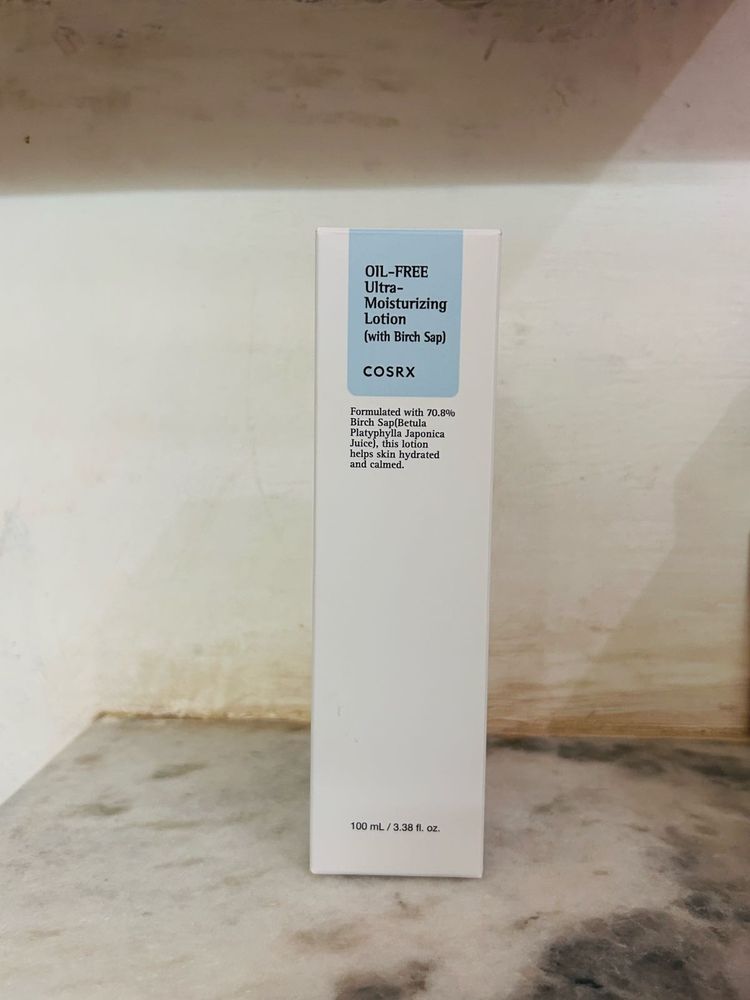 OIL-FREE
Ultra-
Moisturizing
Lotion
(with Birch Sap)
COSRX
Formulated with 70.8%
Birch Sap(Betula
Platyphylla Japonica
Juice), this lotion
helps skin hydrated
and calmed.
100 mL / 3.38 fl. oz.